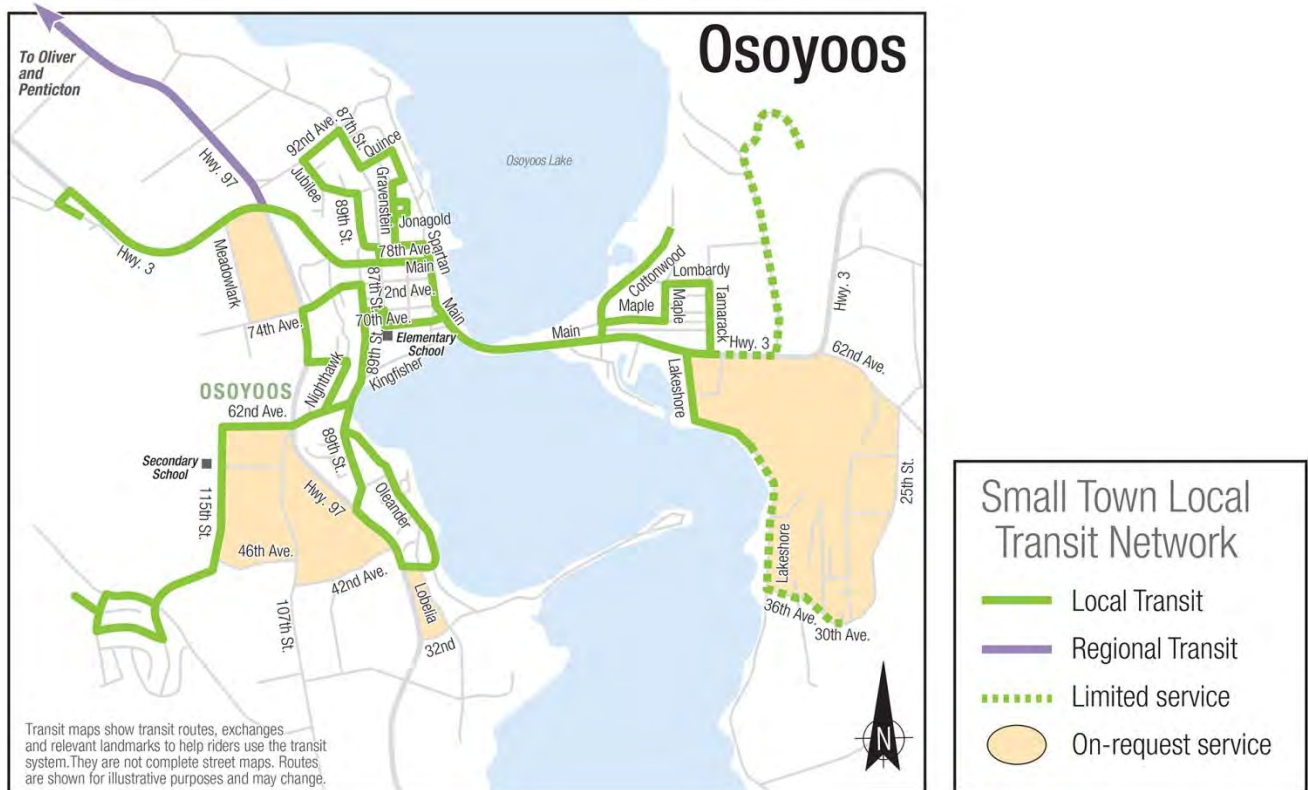 Osoyoos
To Oliver
and
Penticton
Osoyoos Lake
Hwy. 97
Hwy. 3
92nd Ave.
87th St.
Quince
Jubilee
Gravenstein
89th St.
Jonagold
Spartan
78th Ave.
Main
Meadowlark
87th St.
2nd Ave.
Main
70th Ave.
74th Ave.
Elementary
School
89th St.
Kingfisher
Nighthawk
OSOYOOS
62nd Ave.
Cottonwood
Lombardy
Maple
Maple
Tamarack
Main
Hwy. 3
Hwy. 3
62nd Ave.
Lakeshore
25th St.
Secondary
School
89th St.
115th St.
Hwy. 97
Oleander
46th Ave.
42nd Ave.
Lobelia
107th St.
32nd
Lakeshore
36th Ave.
30th Ave.
N
Transit maps show transit routes, exchanges
and relevant landmarks to help riders use the transit
system.They are not complete street maps. Routes
are shown for illustrative purposes and may change.
Small Town Local
Transit Network
Local Transit
Regional Transit
Limited service
On-request service